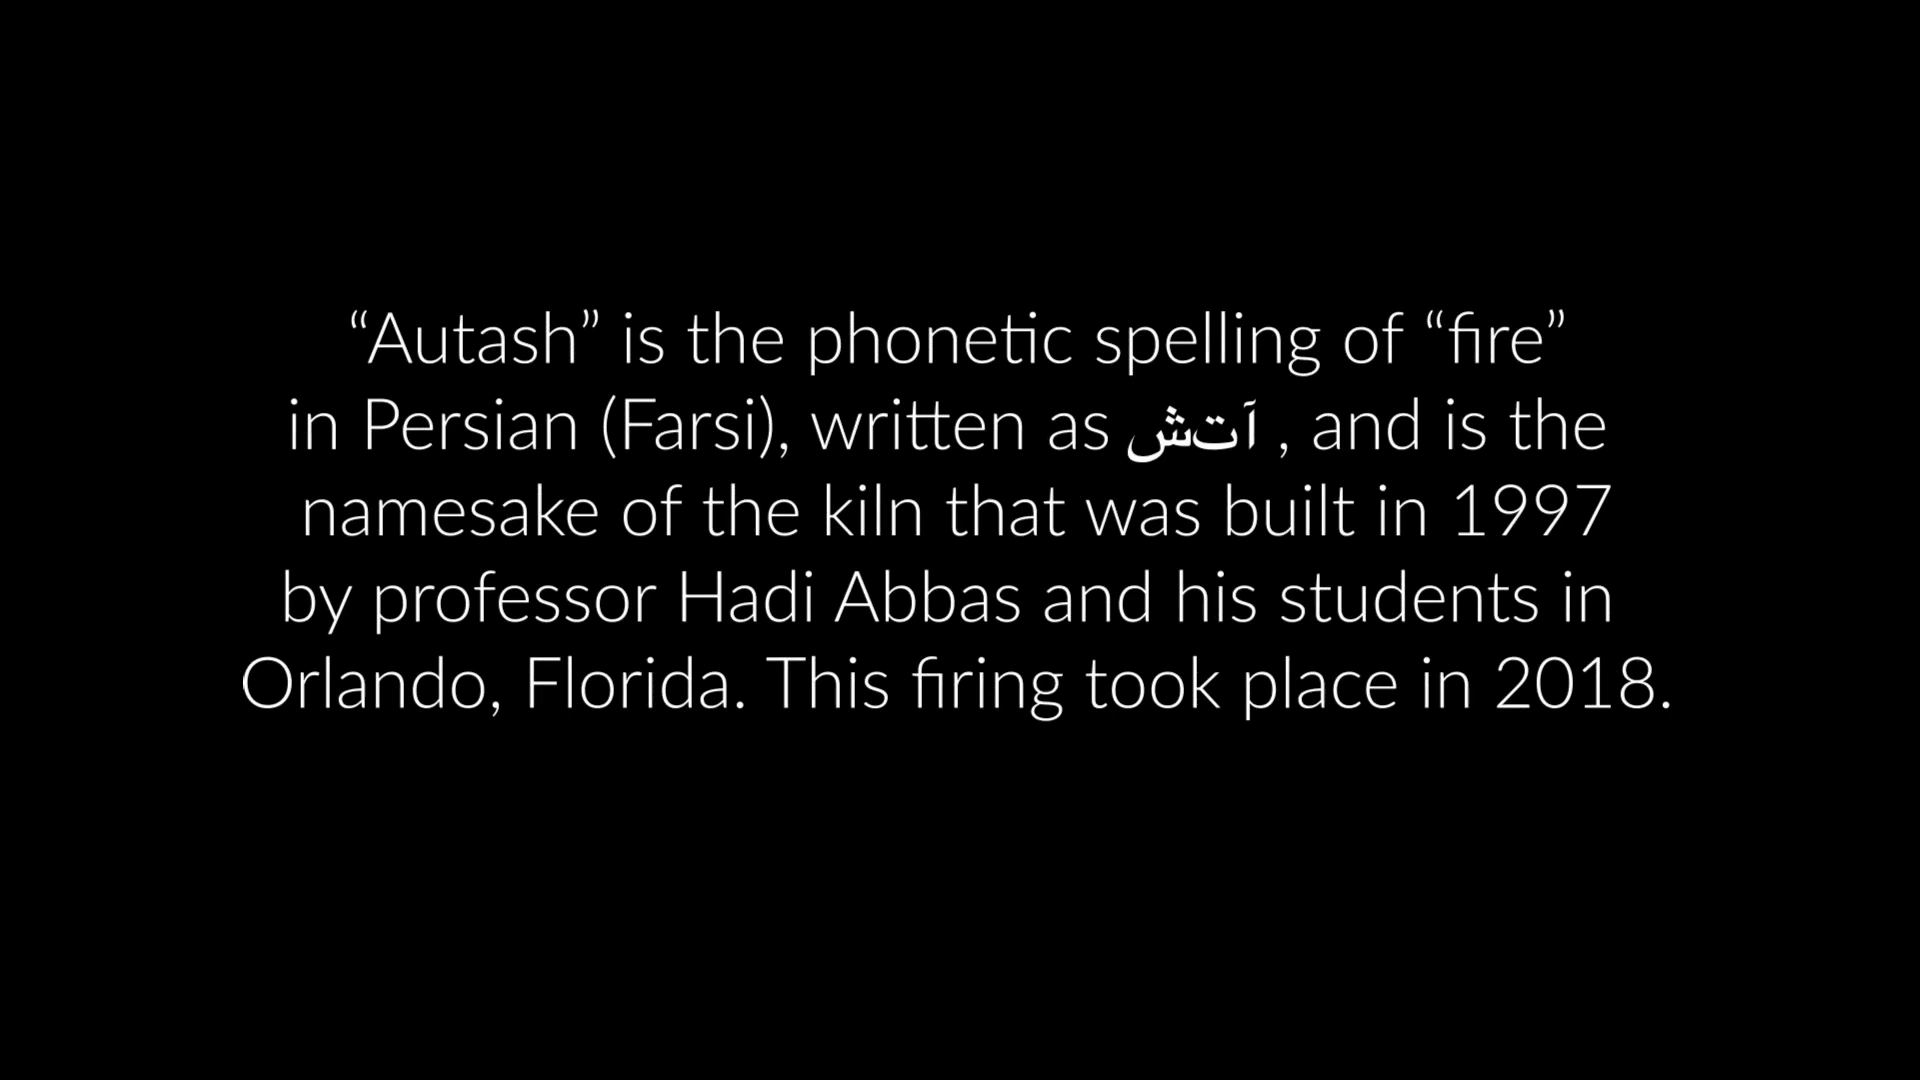 “Autash” is the phonetic spelling of “fire”
in Persian (Farsi), written as آتش , and is the
namesake of the kiln that was built in 1997
by professor Hadi Abbas and his students in
Orlando, Florida. This firing took place in 2018.